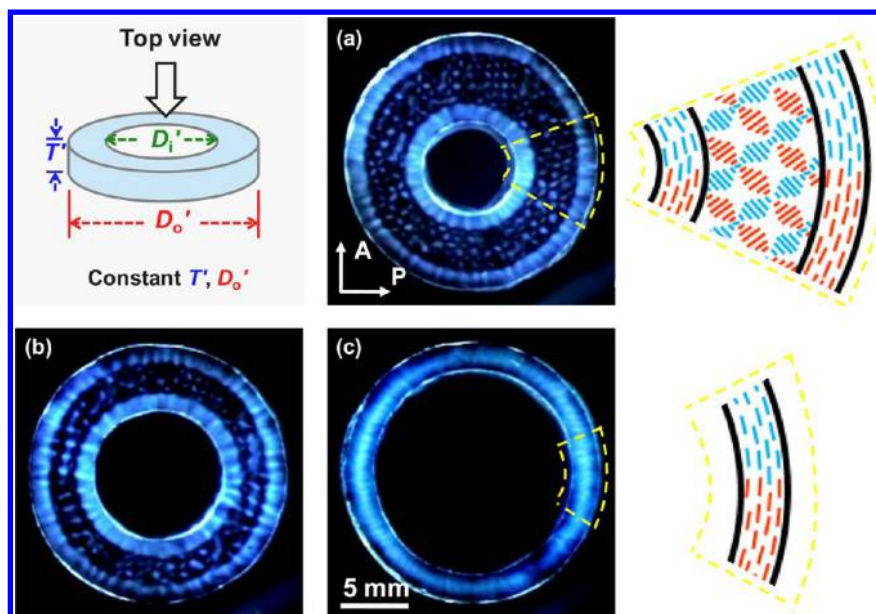 Top view
T'
D_i'
D_o'
Constant T', D_o'
(a)
A
P
(b)
(c)
5 mm